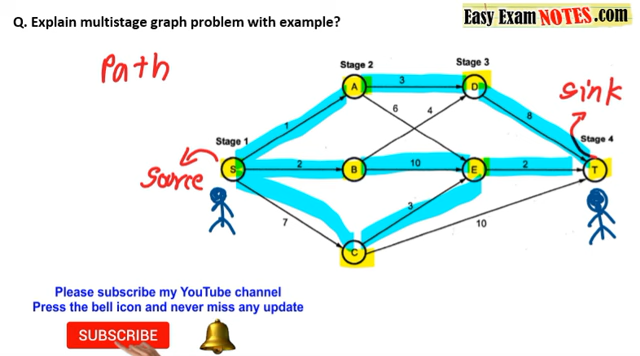 Q. Explain multistage graph problem with example?
Easy Exam NOTES .com
Path
Stage 2
Stage 3
A
3
D
Sink
6
4
1
8
Stage 1
Stage 4
S
2
B
10
E
2
T
Source
7
3
10
C
Please subscribe my YouTube channel
Press the bell icon and never miss any update
SUBSCRIBE